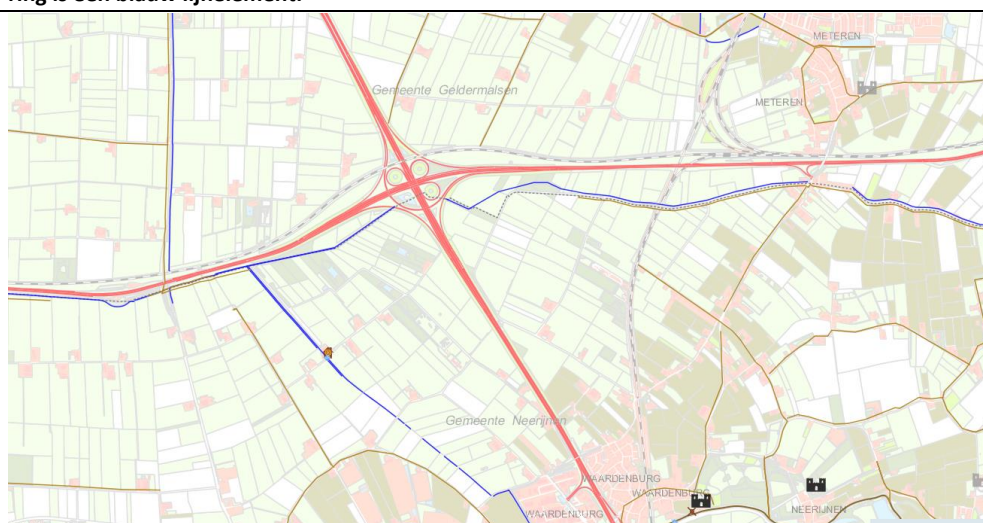 ring is een blauw lijnelement.
METEREN
Gemeente Geldermalsen
METEREN
Gemeente Neerijnen
WAARDENBURG
WAARDENBURG
NEERIJNEN
WAARDENBURG